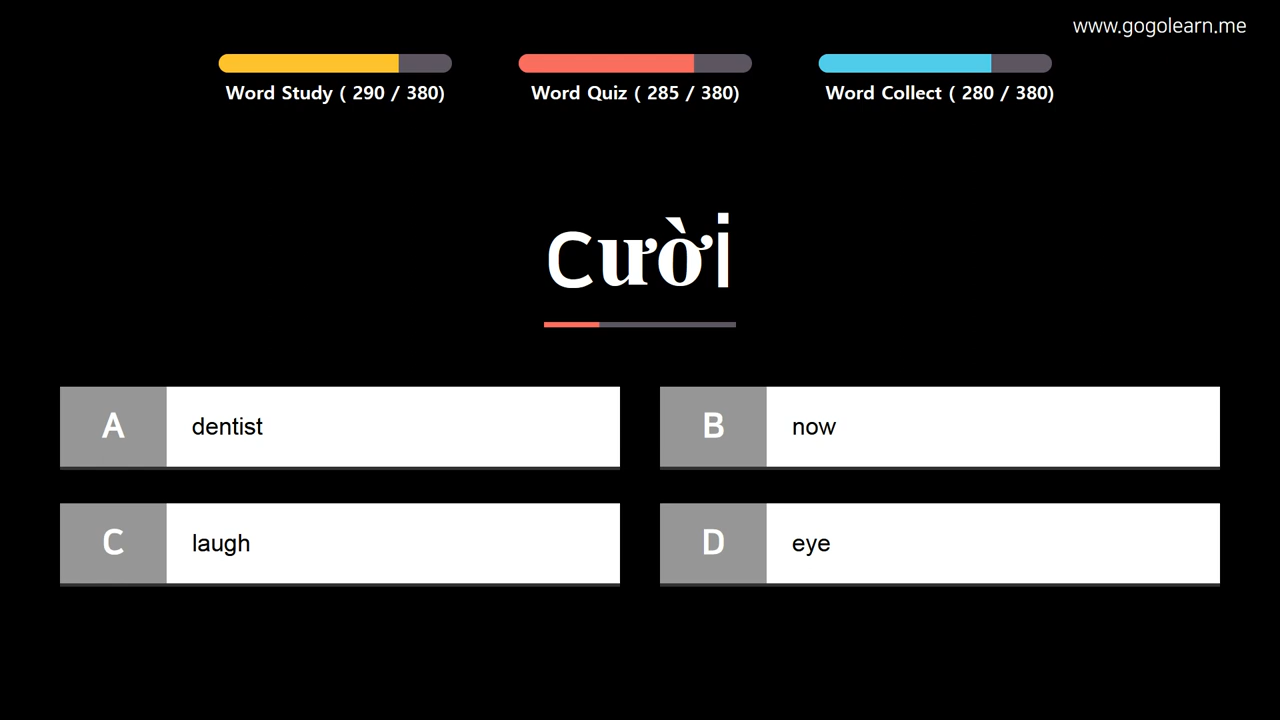 www.gogolearn.me
Word Study ( 290 / 380)
Word Quiz ( 285 / 380)
Word Collect ( 280 / 380)
cười
A dentist
B now
C laugh
D eye